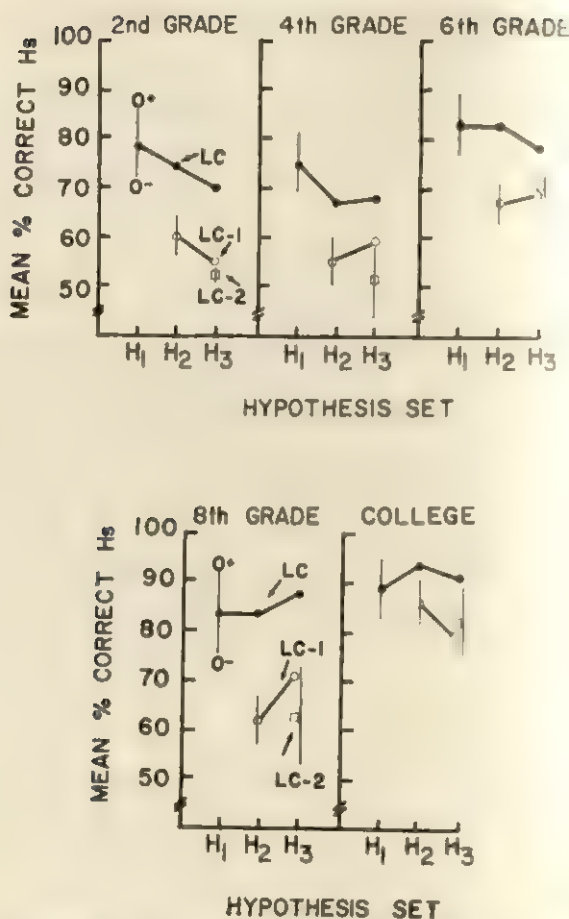 2nd GRADE 4th GRADE 6th GRADE
MEAN % CORRECT Hs
100
90
80
70
60
50
O+
O-
LC
LC-1
LC-2
H1 H2 H3 H1 H2 H3 H1 H2 H3
HYPOTHESIS SET
8th GRADE COLLEGE
MEAN % CORRECT Hs
100
90
80
70
60
50
O+
O-
LC
LC-1
LC-2
H1 H2 H3 H1 H2 H3
HYPOTHESIS SET